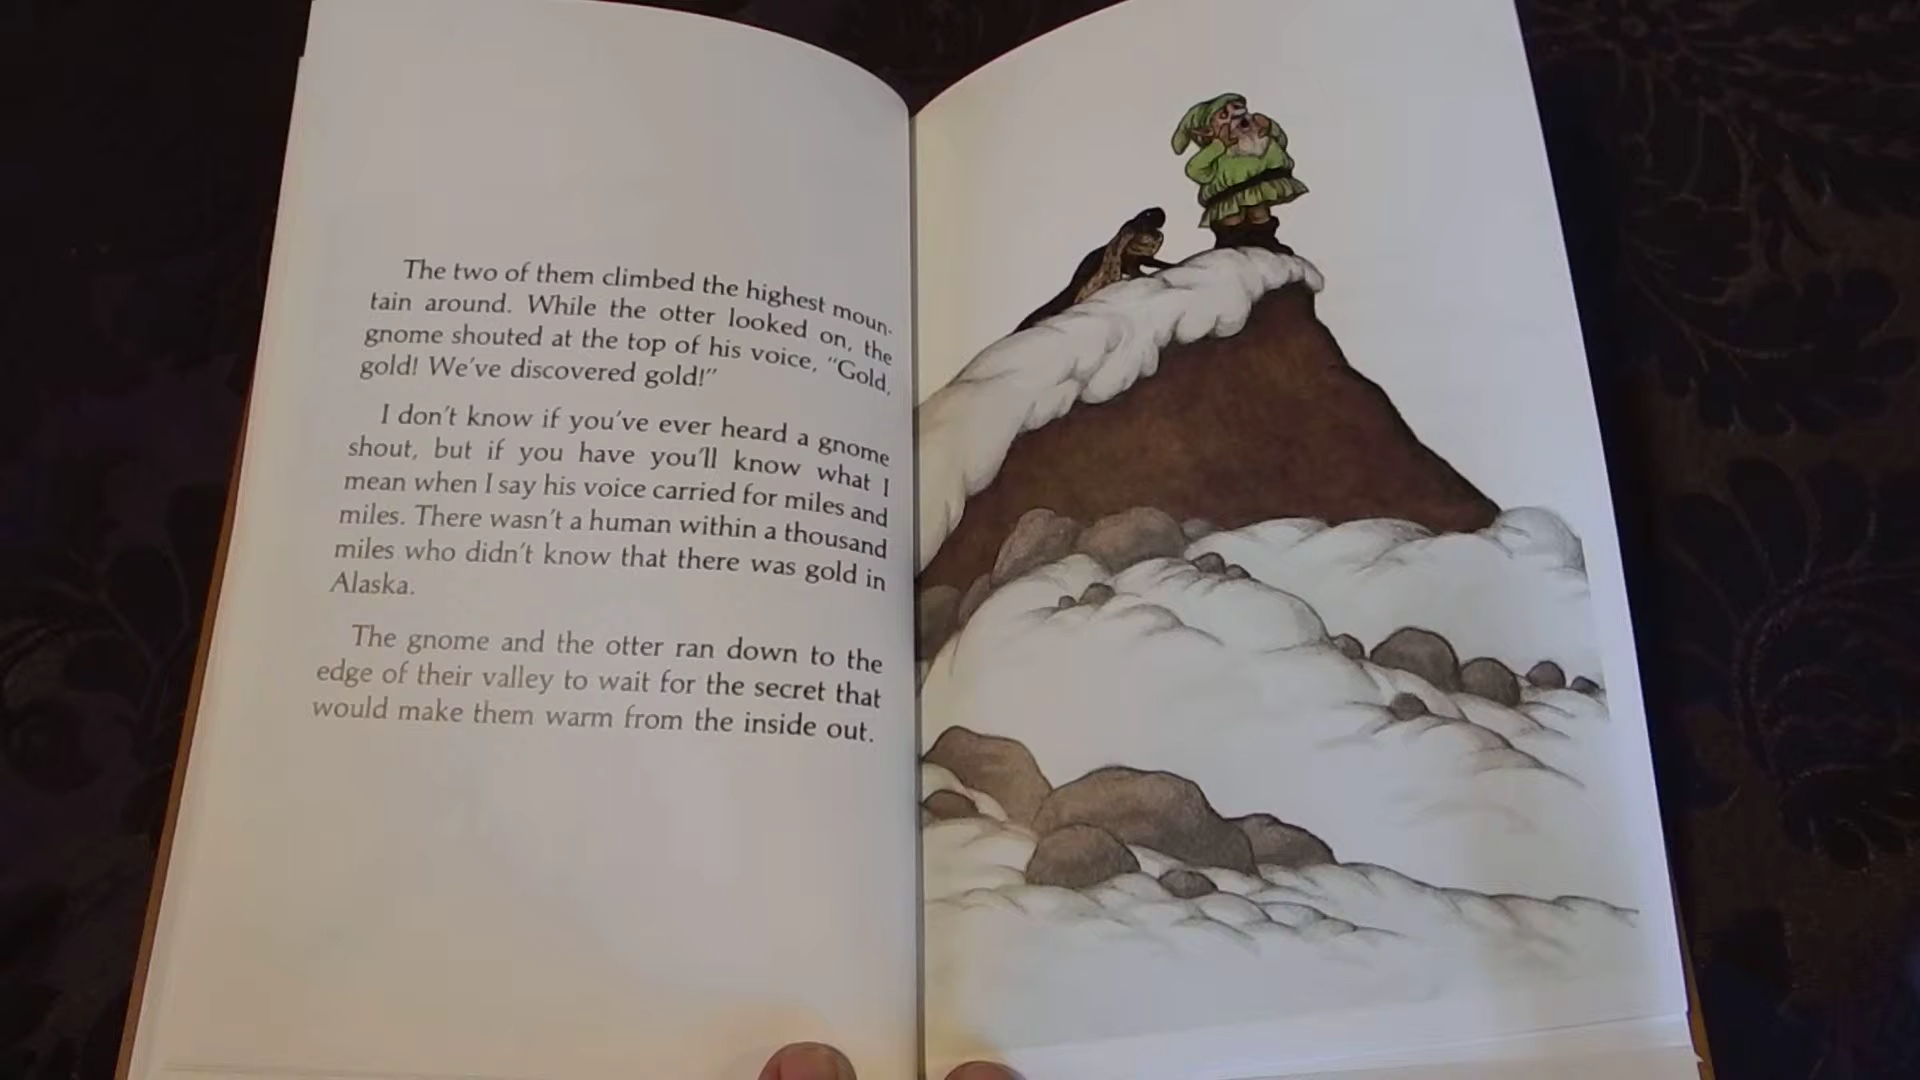 The two of them climbed the highest moun-
tain around. While the otter looked on, the
gnome shouted at the top of his voice, "Gold,
gold! We've discovered gold!"
I don't know if you've ever heard a gnome
shout, but if you have you'll know what I
mean when I say his voice carried for miles and
miles. There wasn't a human within a thousand
miles who didn't know that there was gold in
Alaska.
The gnome and the otter ran down to the
edge of their valley to wait for the secret that
would make them warm from the inside out.